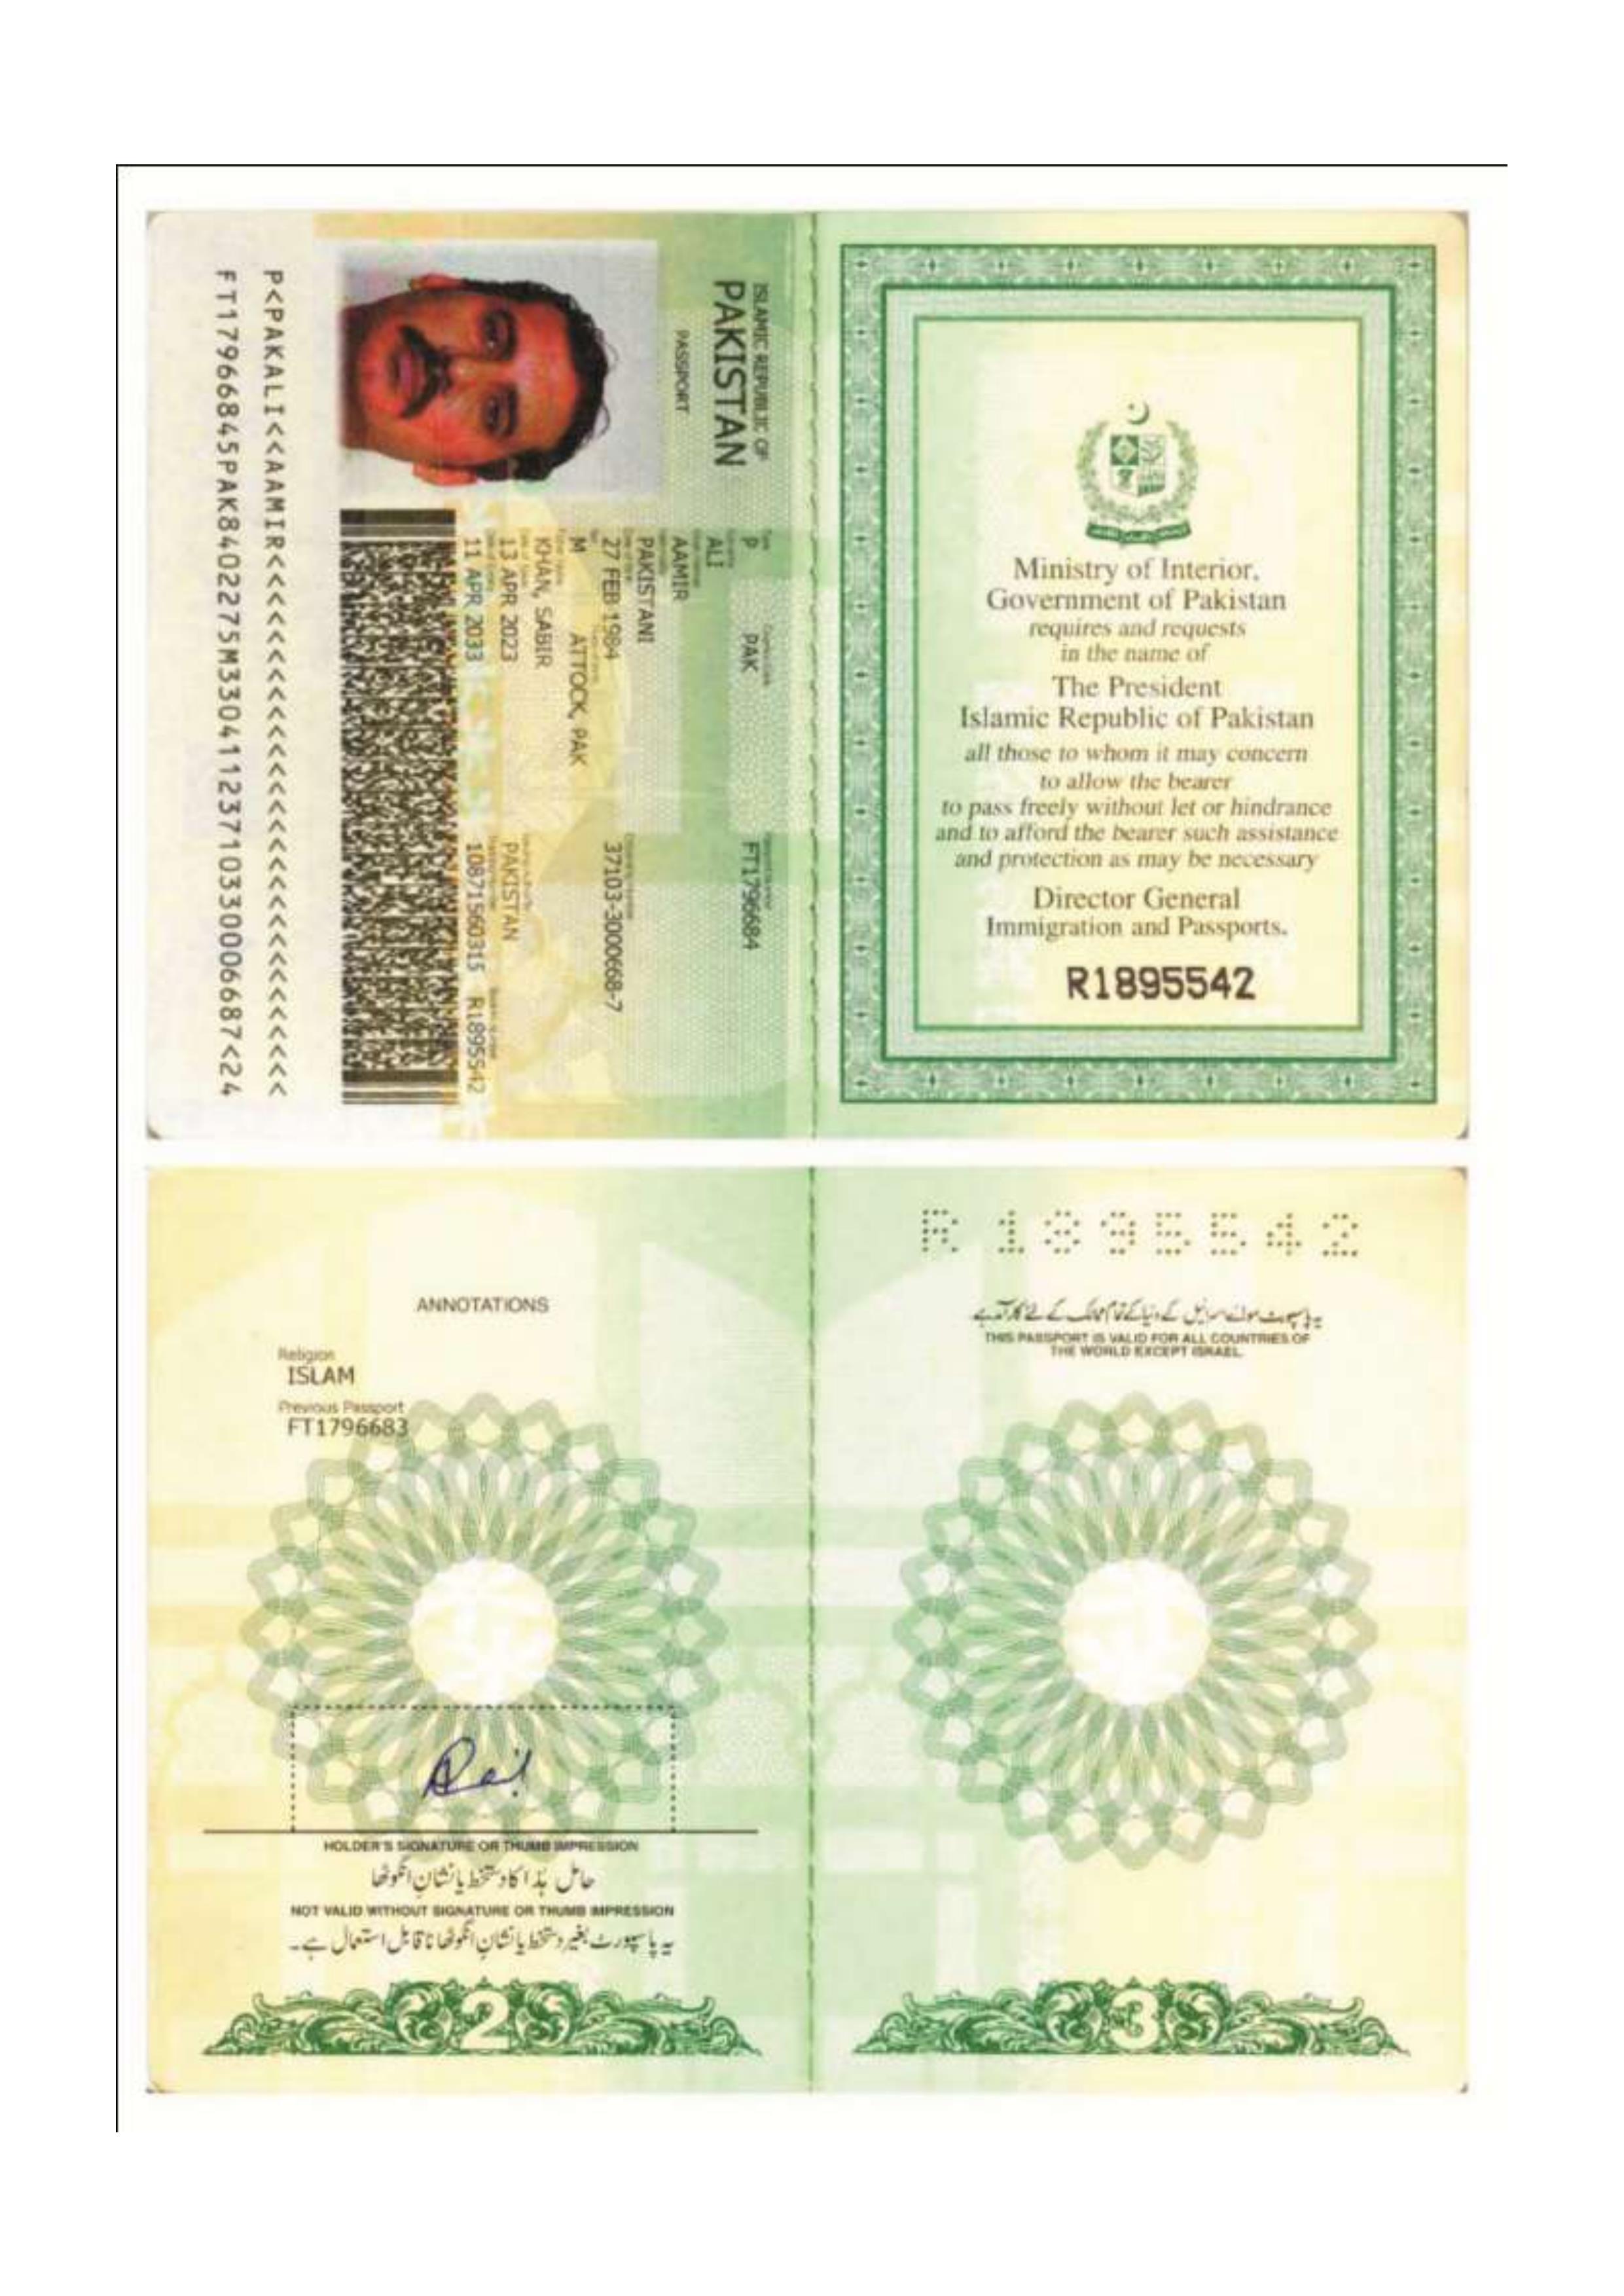 ISLAMIC REPUBLIC OF
PAKISTAN
PASSPORT
Type
P
Country Code
PAK
Passport Number
FT1796684
Surname
ALI
Given Names
AAMIR
Nationality
PAKISTANI
Date of Birth
27 FEB 1984
Citizenship Number
37103-3000668-7
Sex
M
Place of Birth
ATTOCK, PAK
Father Name
KHAN, SABIR
Date of Issue
13 APR 2023
Issuing Authority
PAKISTAN
Date of Expiry
11 APR 2033
Tracking Number
10871560315
Booklet Number
R1895542
P<PAKALI<<AAMIR<<<<<<<<<<<<<<<<<<<<<<<<<<<<<
FT17966845PAK8402275M33041123710330006687<24
Ministry of Interior,
Government of Pakistan
requires and requests
in the name of
The President
Islamic Republic of Pakistan
all those to whom it may concern
to allow the bearer
to pass freely without let or hindrance
and to afford the bearer such assistance
and protection as may be necessary
Director General
Immigration and Passports.
R1895542
ANNOTATIONS
Religion
ISLAM
Previous Passport
FT1796683
HOLDER'S SIGNATURE OR THUMB IMPRESSION
حامل ہٰذا کا دستخط یا نشان انگوٹھا
NOT VALID WITHOUT SIGNATURE OR THUMB IMPRESSION
یہ پاسپورٹ بغیر دستخط یا نشان انگوٹھا ناقابل استعمال ہے۔
2
R1895542
یہ پاسپورٹ سوائے اسرائیل کے دنیا کے تمام ممالک کے لئے کارآمد ہے۔
THIS PASSPORT IS VALID FOR ALL COUNTRIES OF
THE WORLD EXCEPT ISRAEL.
3